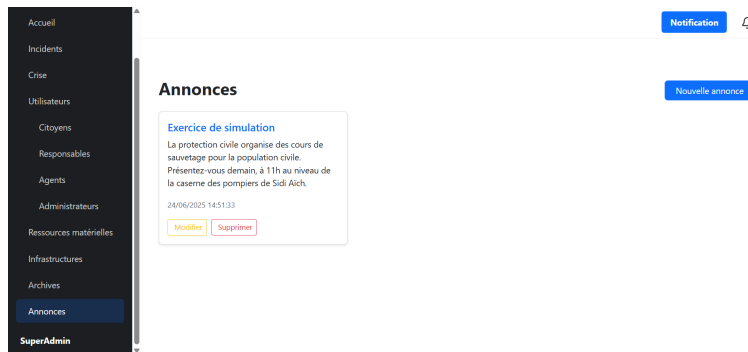 Accueil
Incidents
Crise
Utilisateurs
Citoyens
Responsables
Agents
Administrateurs
Ressources matérielles
Infrastructures
Archives
Annonces
SuperAdmin
Notification
Annonces
Nouvelle annonce
Exercice de simulation
La protection civile organise des cours de
sauvetage pour la population civile.
Présentez-vous demain, à 11h au niveau de
la caserne des pompiers de Sidi Aïch.
24/06/2025 14:51:33
Modifier
Supprimer